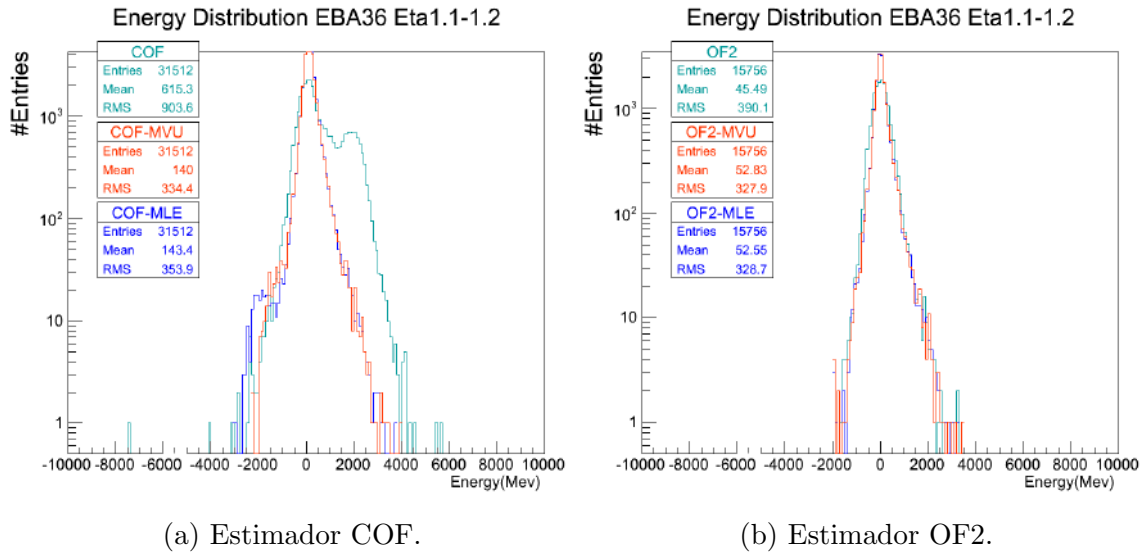 Energy Distribution EBA36 Eta1.1-1.2
COF
Entries 31512
Mean 615.3
RMS 903.6
COF-MVU
Entries 31512
Mean 140
RMS 334.4
COF-MLE
Entries 31512
Mean 143.4
RMS 353.9
#Entries
10³
10²
10
1
-10000 -8000 -6000 -4000 -2000 0 2000 4000 6000 8000 10000
Energy(Mev)
(a) Estimador COF.
Energy Distribution EBA36 Eta1.1-1.2
OF2
Entries 15756
Mean 45.49
RMS 390.1
OF2-MVU
Entries 15756
Mean 52.83
RMS 327.9
OF2-MLE
Entries 15756
Mean 52.55
RMS 328.7
#Entries
10³
10²
10
1
-10000 -8000 -6000 -4000 -2000 0 2000 4000 6000 8000 10000
Energy(Mev)
(b) Estimador OF2.